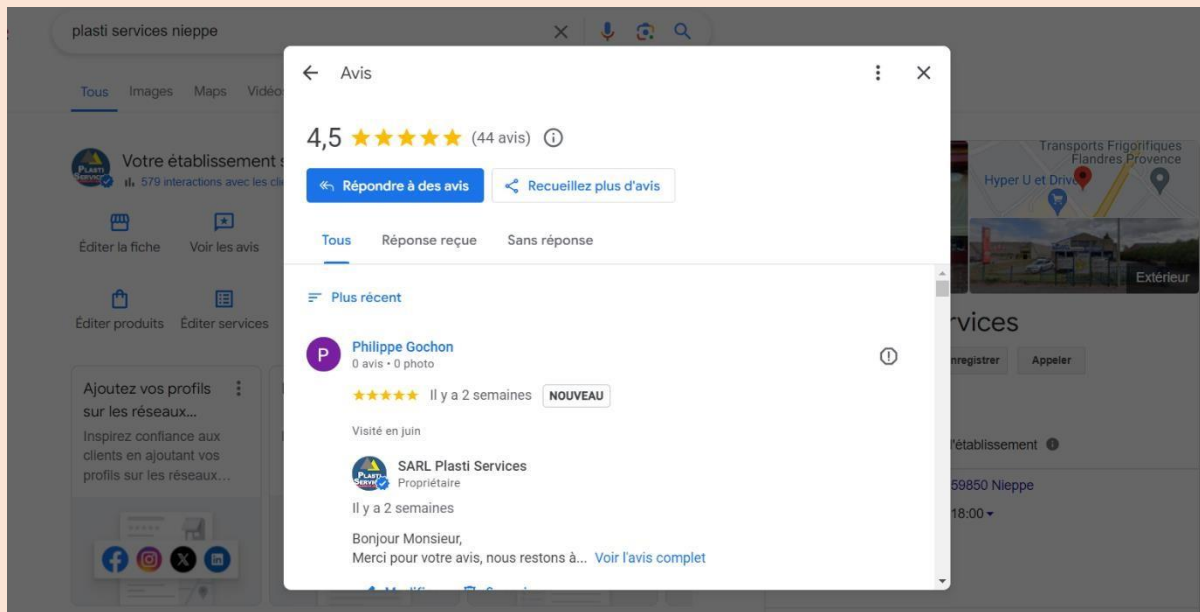 plasti services nieppe
Tous Images Maps Vidéo
Votre établissement
579 interactions avec les
Éditer la fiche Voir les avis
Éditer produits Éditer services
Ajoutez vos profils
sur les réseaux...
Inspirez confiance aux
clients en ajoutant vos
profils sur les réseaux...
Avis
4,5 (44 avis)
Répondre à des avis Recueillez plus d'avis
Tous Réponse reçue Sans réponse
Plus récent
P
Philippe Gochon
0 avis • 0 photo
Il y a 2 semaines NOUVEAU
Visité en juin
PLASTI
SARL Plasti Services
Propriétaire
Il y a 2 semaines
Bonjour Monsieur,
Merci pour votre avis, nous restons à... Voir l'avis complet
Transports Frigorifiques
Flandres Provence
Hyper U et Drive
Extérieur
rvices
nregistrer Appeler
l'établissement
59850 Nieppe
18:00